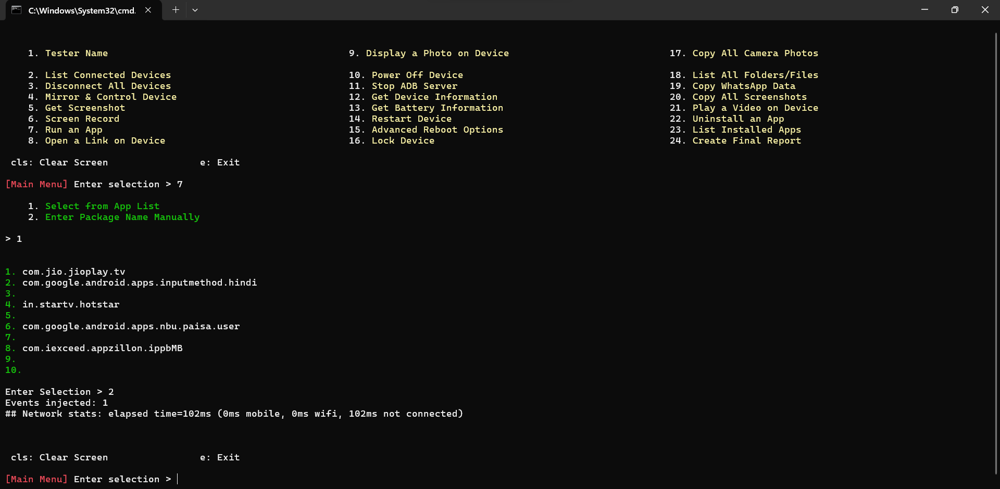 C:\Windows\System32\cmd.
1. Tester Name 9. Display a Photo on Device 17. Copy All Camera Photos
2. List Connected Devices 10. Power Off Device 18. List All Folders/Files
3. Disconnect All Devices 11. Stop ADB Server 19. Copy WhatsApp Data
4. Mirror & Control Device 12. Get Device Information 20. Copy All Screenshots
5. Get Screenshot 13. Get Battery Information 21. Play a Video on Device
6. Screen Record 14. Restart Device 22. Uninstall an App
7. Run an App 15. Advanced Reboot Options 23. List Installed Apps
8. Open a Link on Device 16. Lock Device 24. Create Final Report
cls: Clear Screen e: Exit
[Main Menu] Enter selection > 7
1. Select from App List
2. Enter Package Name Manually
> 1
1. com.jio.jioplay.tv
2. com.google.android.apps.inputmethod.hindi
3.
4. in.startv.hotstar
5.
6. com.google.android.apps.nbu.paisa.user
7.
8. com.iexceed.appzillon.ippbMB
9.
10.
Enter Selection > 2
Events injected: 1
## Network stats: elapsed time=102ms (0ms mobile, 0ms wifi, 102ms not connected)
cls: Clear Screen e: Exit
[Main Menu] Enter selection >